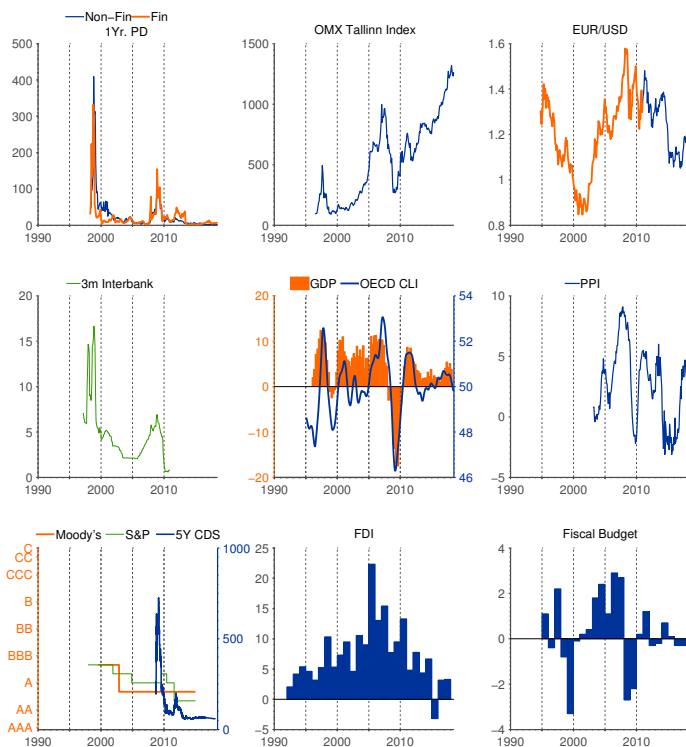 Non−Fin Fin
1Yr. PD
500
400
300
200
100
0
1990 2000 2010
OMX Tallinn Index
1500
1000
500
0
1990 2000 2010
EUR/USD
1.6
1.4
1.2
1
0.8
1990 2000 2010
3m Interbank
20
15
10
5
0
1990 2000 2010
GDP OECD CLI
20 54
10 52
0 50
−10 48
−20 46
1990 2000 2010
PPI
10
5
0
−5
1990 2000 2010
Moody's S&P 5Y CDS
C 1000
CC
CCC
B
BB 500
BBB
A
AA
AAA 0
1990 2000 2010
FDI
25
20
15
10
5
0
−5
1990 2000 2010
Fiscal Budget
4
2
0
−2
−4
1990 2000 2010